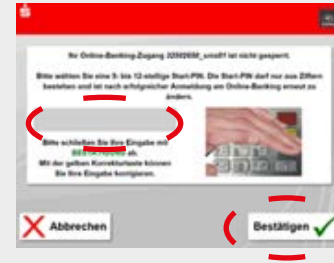 Ihr Online-Banking-Zugang ist nicht gesperrt.
Bitte wählen Sie eine 5- bis 12-stellige Start-PIN. Die Start-PIN darf nur aus Ziffern
bestehen und ist nach erfolgreicher Anmeldung am Online-Banking erneut zu
ändern.
Bitte schließen Sie Ihre Eingabe mit
BESTÄTIGUNG ab.
Mit der gelben Korrekturtaste können
Sie Ihre Eingabe korrigieren.
Abbrechen
Bestätigen